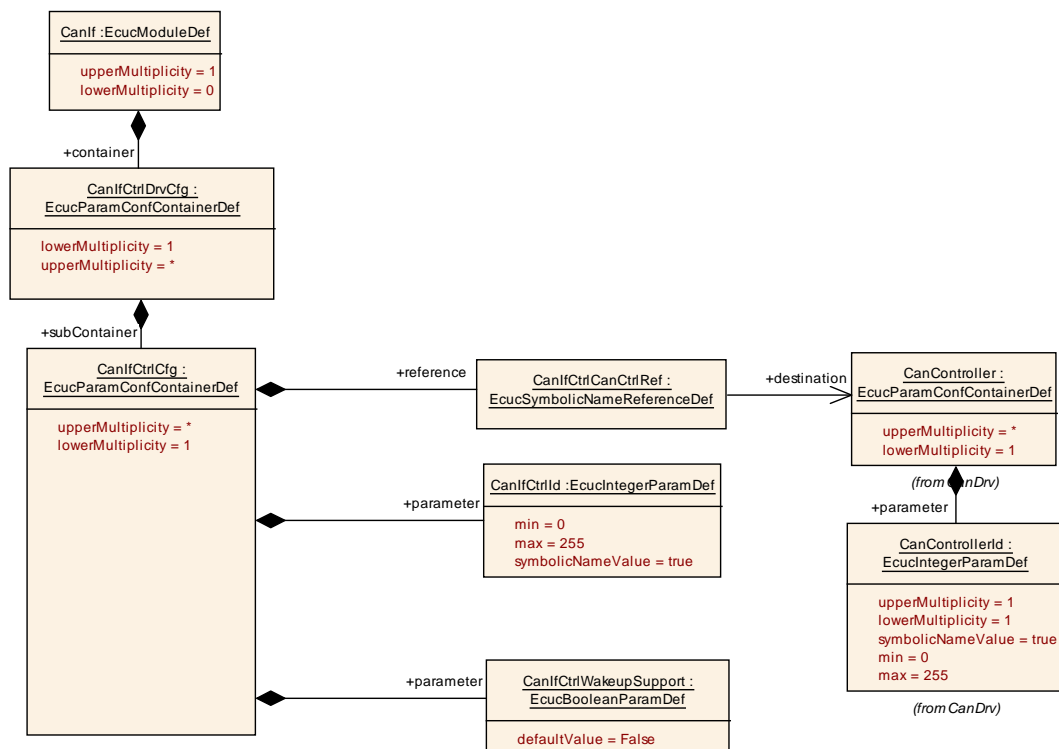 CanIf :EcucModuleDef
upperMultiplicity = 1
lowerMultiplicity = 0
+container
CanIfCtrlDrvCfg :
EcucParamConfContainerDef
lowerMultiplicity = 1
upperMultiplicity = *
+subContainer
CanIfCtrlCfg :
EcucParamConfContainerDef
upperMultiplicity = *
lowerMultiplicity = 1
+reference
CanIfCtrlCanCtrlRef :
EcucSymbolicNameReferenceDef
+destination
CanController :
EcucParamConfContainerDef
upperMultiplicity = *
lowerMultiplicity = 1
(from CanDrv)
+parameter
CanIfCtrlId :EcucIntegerParamDef
min = 0
max = 255
symbolicNameValue = true
+parameter
CanControllerId :
EcucIntegerParamDef
upperMultiplicity = 1
lowerMultiplicity = 1
symbolicNameValue = true
min = 0
max = 255
(from CanDrv)
+parameter
CanIfCtrlWakeupSupport :
EcucBooleanParamDef
defaultValue = False